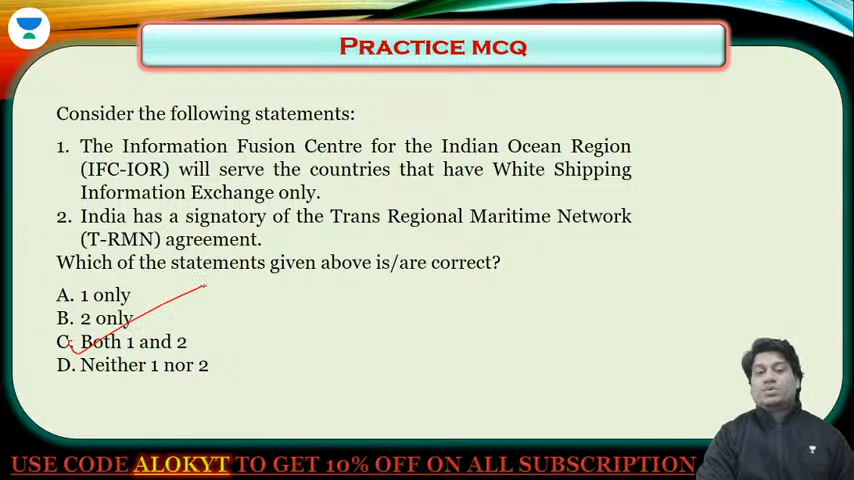 PRACTICE MCQ
Consider the following statements:
1. The Information Fusion Centre for the Indian Ocean Region
(IFC-IOR) will serve the countries that have White Shipping
Information Exchange only.
2. India has a signatory of the Trans Regional Maritime Network
(T-RMN) agreement.
Which of the statements given above is/are correct?
A. 1 only
B. 2 only
C. Both 1 and 2
D. Neither 1 nor 2
USE CODE ALOKYT TO GET 10% OFF ON ALL SUBSCRIPTION